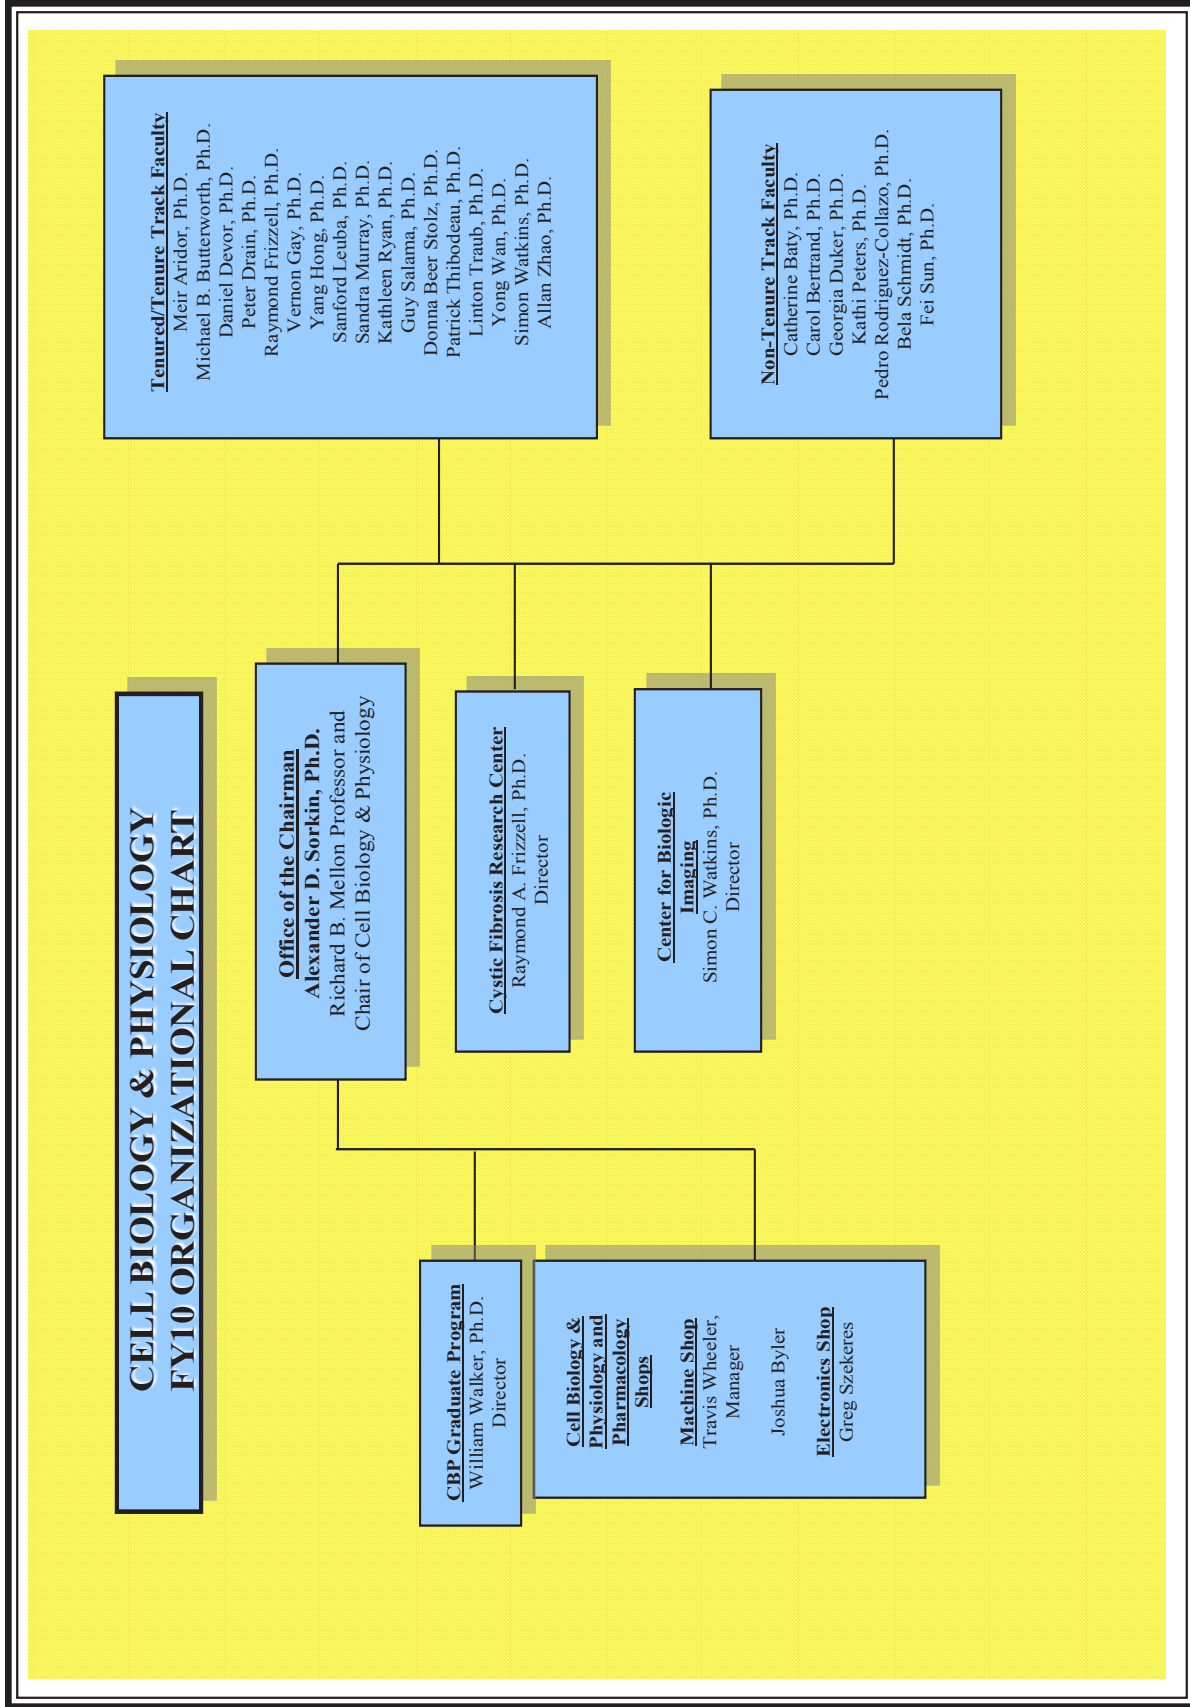 CELL BIOLOGY & PHYSIOLOGY
FY10 ORGANIZATIONAL CHART
Office of the Chairman
Alexander D. Sorkin, Ph.D.
Richard B. Mellon Professor and
Chair of Cell Biology & Physiology
CBP Graduate Program
William Walker, Ph.D.
Director
Cell Biology &
Physiology and
Pharmacology
Shops
Machine Shop
Travis Wheeler,
Manager
Joshua Byler
Electronics Shop
Greg Szekeres
Cystic Fibrosis Research Center
Raymond A. Frizzell, Ph.D.
Director
Center for Biologic
Imaging
Simon C. Watkins, Ph.D.
Director
Tenured/Tenure Track Faculty
Meir Aridor, Ph.D.
Michael B. Butterworth, Ph.D.
Daniel Devor, Ph.D.
Peter Drain, Ph.D.
Raymond Frizzell, Ph.D.
Vernon Gay, Ph.D.
Yang Hong, Ph.D.
Sanford Leuba, Ph.D.
Sandra Murray, Ph.D.
Kathleen Ryan, Ph.D.
Guy Salama, Ph.D.
Donna Beer Stolz, Ph.D.
Patrick Thibodeau, Ph.D.
Linton Traub, Ph.D.
Yong Wan, Ph.D.
Simon Watkins, Ph.D.
Allan Zhao, Ph.D.
Non-Tenure Track Faculty
Catherine Baty, Ph.D.
Carol Bertrand, Ph.D.
Georgia Duker, Ph.D.
Kathi Peters, Ph.D.
Pedro Rodriguez-Collazo, Ph.D.
Bela Schmidt, Ph.D.
Fei Sun, Ph.D.